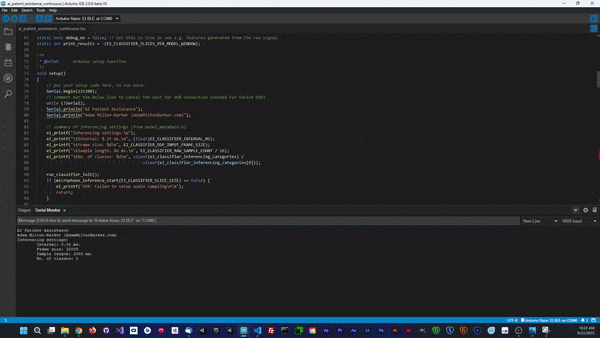 ai_patient_assistance_continuous | Arduino IDE 2.0.0-beta.10
File Edit Sketch Tools Help
Arduino Nano 33 BLE at COM6
ai_patient_assistance_continuous.ino
static bool debug_nn = false; // Set this to true to see e.g. features generated from the raw signal
static int print_results = -(EI_CLASSIFIER_SLICES_PER_MODEL_WINDOW);
/**
* @brief Arduino setup function
*/
void setup()
{
// put your setup code here, to run once:
Serial.begin(115200);
// comment out the below line to cancel the wait for USB connection (needed for native USB)
while (!Serial);
Serial.println("AI Patient Assistance");
Serial.println("Adam Milton-Barker (AdamMiltonBarker.com)");
// summary of inferencing settings (from model_metadata.h)
ei_printf("Inferencing settings:\n");
ei_printf("\tInterval: %.2f ms.\n", (float)EI_CLASSIFIER_INTERVAL_MS);
ei_printf("\tFrame size: %d\n", EI_CLASSIFIER_DSP_INPUT_FRAME_SIZE);
ei_printf("\tSample length: %d ms.\n", EI_CLASSIFIER_RAW_SAMPLE_COUNT / 16);
ei_printf("\tNo. of classes: %d\n", sizeof(ei_classifier_inferencing_categories) /
sizeof(ei_classifier_inferencing_categories[0]));
run_classifier_init();
if (microphone_inference_start(EI_CLASSIFIER_SLICE_SIZE) == false) {
ei_printf("ERR: Failed to setup audio sampling\r\n");
return;
}
Output Serial Monitor
Message (Ctrl+Enter to send message to 'Arduino Nano 33 BLE' on 'COM6')
New Line
9600 baud
AI Patient Assistance
Adam Milton-Barker (AdamMiltonBarker.com)
Inferencing settings:
Interval: 0.06 ms.
Frame size: 32000
Sample length: 2000 ms.
No. of classes: 4
UTF-8 Arduino Nano 33 BLE on COM6